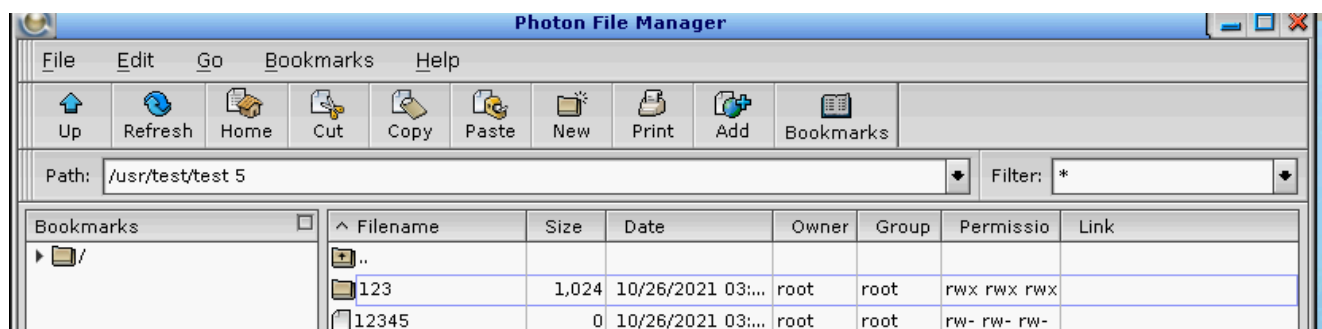 Photon File Manager
File Edit Go Bookmarks Help
Up Refresh Home Cut Copy Paste New Print Add Bookmarks
Path: /usr/test/test 5 Filter: *
Bookmarks ^ Filename Size Date Owner Group Permissio Link
/ ..
123 1,024 10/26/2021 03:... root root rwx rwx rwx
12345 0 10/26/2021 03:... root root rw- rw- rw-